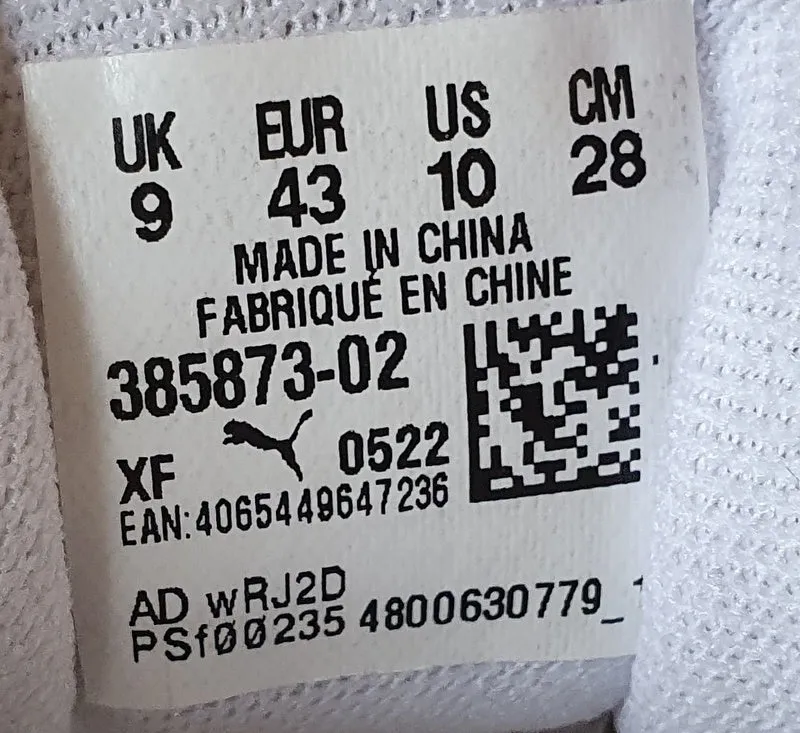 UK EUR US CM
9 43 10 28
MADE IN CHINA
FABRIQUÉ EN CHINE
385873-02
XF 0522
EAN:4065449647236
AD wRJ2D
PSf00235 4800630779_